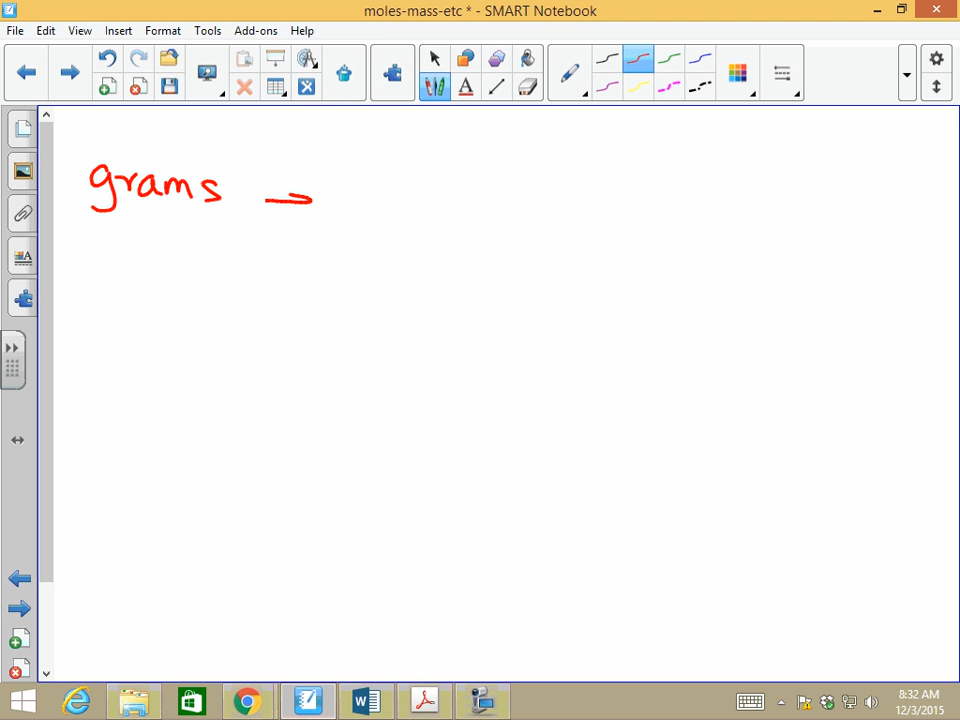 moles-mass-etc * - SMART Notebook
File Edit View Insert Format Tools Add-ons Help
grams →
8:32 AM
12/3/2015